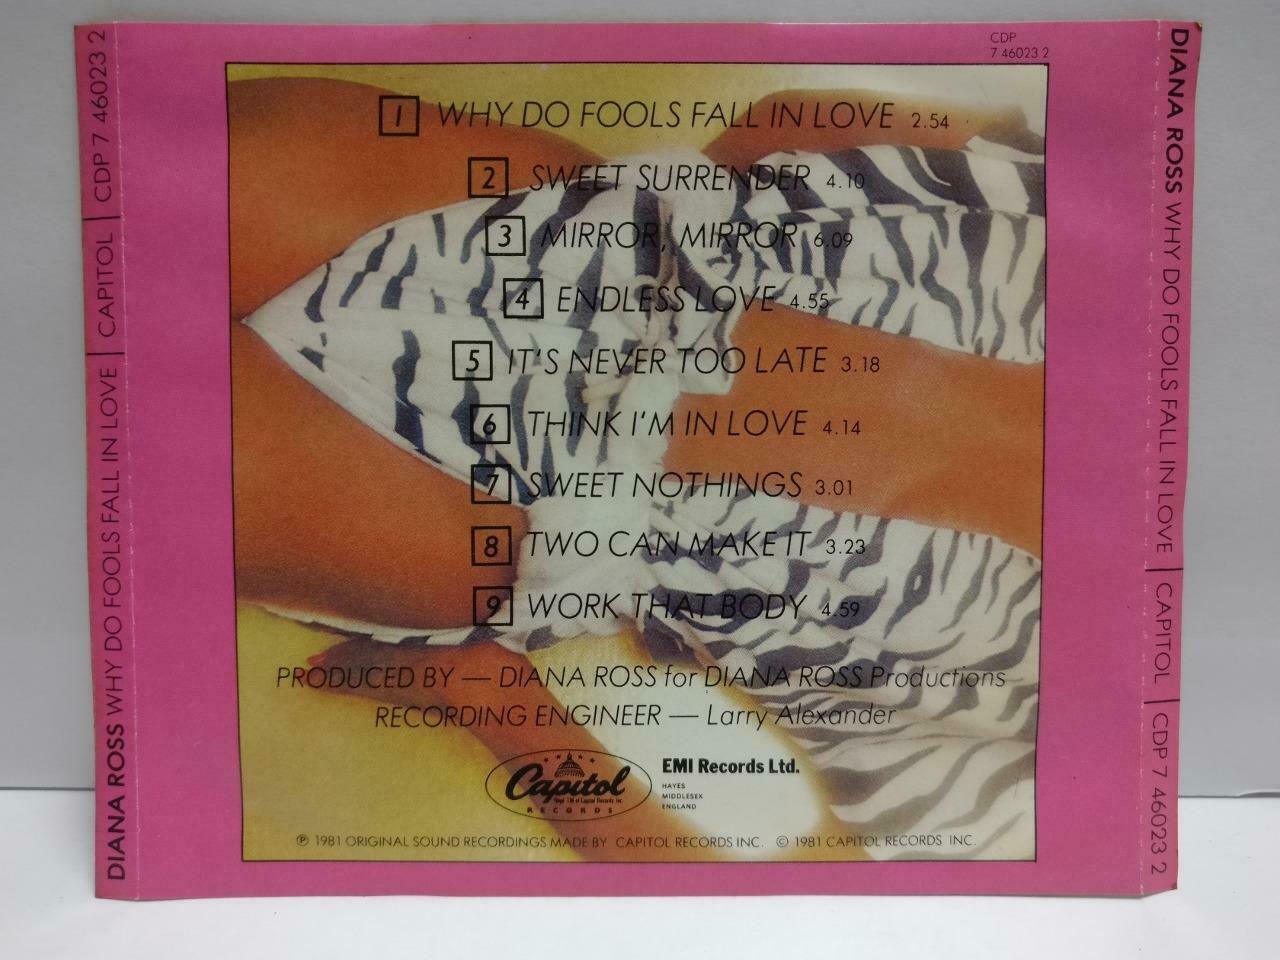 CDP
7 46023 2
1 WHY DO FOOLS FALL IN LOVE 2.54
2 SWEET SURRENDER 4.10
3 MIRROR, MIRROR 6.09
4 ENDLESS LOVE 4.55
5 IT'S NEVER TOO LATE 3.18
6 THINK I'M IN LOVE 4.14
7 SWEET NOTHINGS 3.01
8 TWO CAN MAKE IT 3.23
9 WORK THAT BODY 4.59
PRODUCED BY — DIANA ROSS for DIANA ROSS Productions
RECORDING ENGINEER — Larry Alexander
Capitol
RECORDS
EMI Records Ltd.
HAYES
MIDDLESEX
ENGLAND
℗ 1981 ORIGINAL SOUND RECORDINGS MADE BY CAPITOL RECORDS INC. © 1981 CAPITOL RECORDS INC.
DIANA ROSS WHY DO FOOLS FALL IN LOVE | CAPITOL | CDP 7 46023 2
DIANA ROSS WHY DO FOOLS FALL IN LOVE | CAPITOL | CDP 7 46023 2